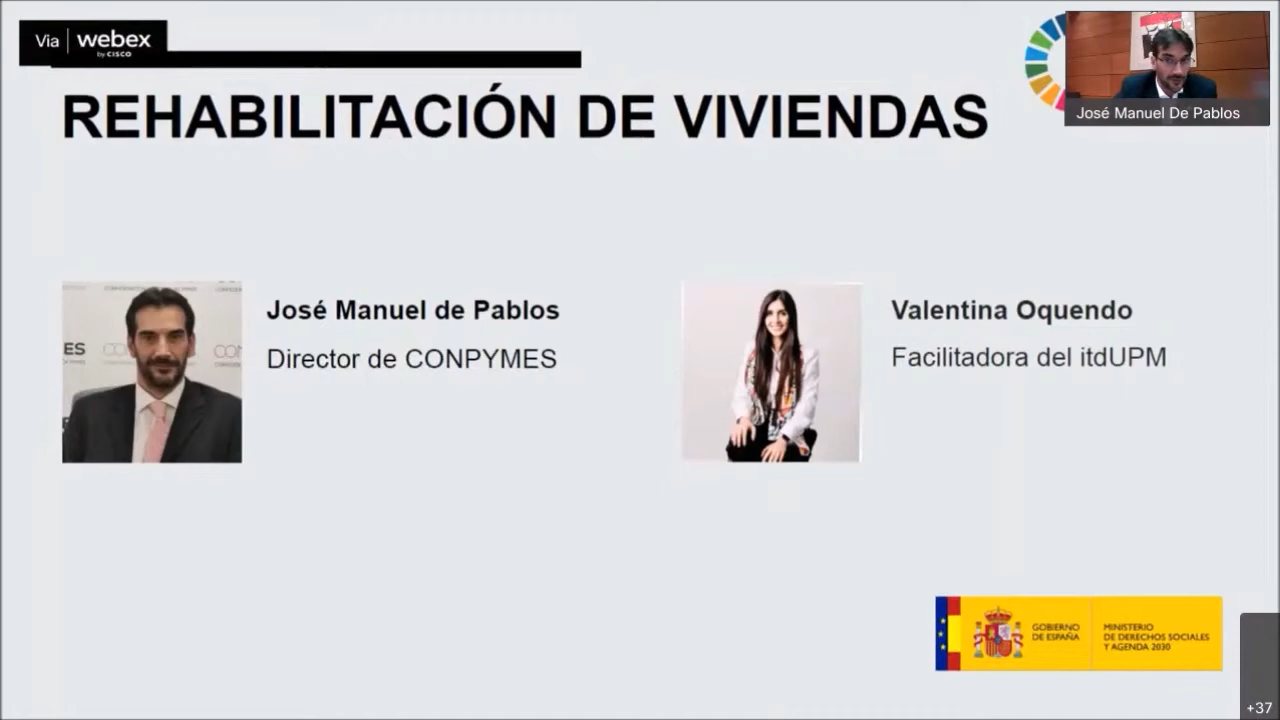 Via webex
by CISCO
José Manuel De Pablos
REHABILITACIÓN DE VIVIENDAS
José Manuel de Pablos
Director de CONPYMES
Valentina Oquendo
Facilitadora del itdUPM
GOBIERNO
DE ESPAÑA
MINISTERIO
DE DERECHOS SOCIALES
Y AGENDA 2030
+37